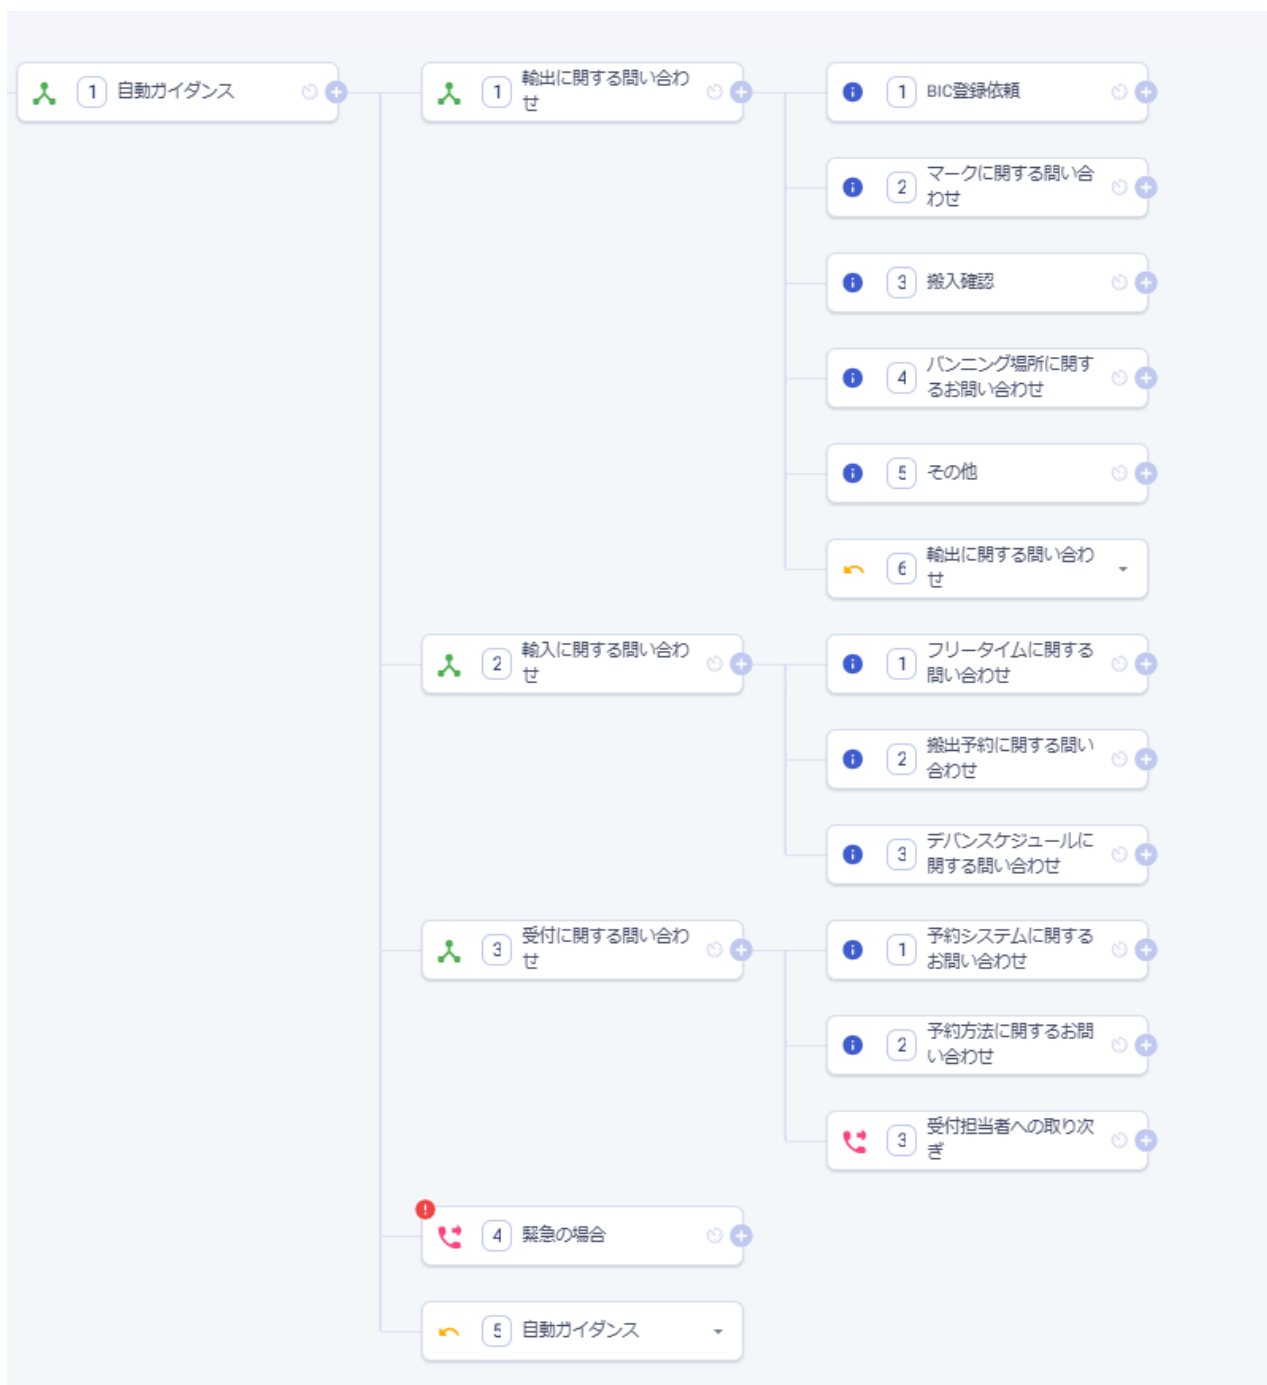 1 自動ガイダンス
1 輸出に関する問い合わ
せ
1 BIC登録依頼
2 マークに関する問い合
わせ
3 搬入確認
4 バンニング場所に関す
るお問い合わせ
5 その他
6 輸出に関する問い合わ
せ
2 輸入に関する問い合わ
せ
1 フリータイムに関する
問い合わせ
2 搬出予約に関する問い
合わせ
3 デバンスケジュールに
関する問い合わせ
3 受付に関する問い合わ
せ
1 予約システムに関する
お問い合わせ
2 予約方法に関するお問
い合わせ
3 受付担当者への取り次
ぎ
4 緊急の場合
5 自動ガイダンス